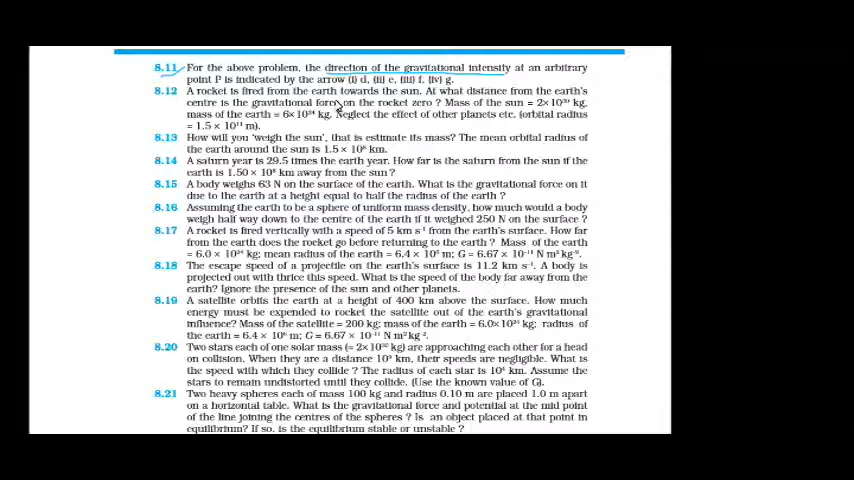 8.11 For the above problem, the direction of the gravitational intensity at an arbitrary
point P is indicated by the arrow (i) d, (ii) e, (iii) f, (iv) g.
8.12 A rocket is fired from the earth towards the sun. At what distance from the earth's
centre is the gravitational force on the rocket zero ? Mass of the sun = 2×10³⁰ kg,
mass of the earth = 6×10²⁴ kg. Neglect the effect of other planets etc. (orbital radius
= 1.5 × 10¹¹ m).
8.13 How will you 'weigh the sun', that is estimate its mass? The mean orbital radius of
the earth around the sun is 1.5 × 10⁸ km.
8.14 A saturn year is 29.5 times the earth year. How far is the saturn from the sun if the
earth is 1.50 × 10⁸ km away from the sun ?
8.15 A body weighs 63 N on the surface of the earth. What is the gravitational force on it
due to the earth at a height equal to half the radius of the earth ?
8.16 Assuming the earth to be a sphere of uniform mass density, how much would a body
weigh half way down to the centre of the earth if it weighed 250 N on the surface ?
8.17 A rocket is fired vertically with a speed of 5 km s⁻¹ from the earth's surface. How far
from the earth does the rocket go before returning to the earth ? Mass of the earth
= 6.0 × 10²⁴ kg; mean radius of the earth = 6.4 × 10⁶ m; G = 6.67 × 10⁻¹¹ N m² kg⁻².
8.18 The escape speed of a projectile on the earth's surface is 11.2 km s⁻¹. A body is
projected out with thrice this speed. What is the speed of the body far away from the
earth? Ignore the presence of the sun and other planets.
8.19 A satellite orbits the earth at a height of 400 km above the surface. How much
energy must be expended to rocket the satellite out of the earth's gravitational
influence? Mass of the satellite = 200 kg; mass of the earth = 6.0×10²⁴ kg; radius of
the earth = 6.4 × 10⁶ m; G = 6.67 × 10⁻¹¹ N m² kg⁻².
8.20 Two stars each of one solar mass (= 2×10³⁰ kg) are approaching each other for a head
on collision. When they are a distance 10⁹ km, their speeds are negligible. What is
the speed with which they collide ? The radius of each star is 10⁴ km. Assume the
stars to remain undistorted until they collide. (Use the known value of G).
8.21 Two heavy spheres each of mass 100 kg and radius 0.10 m are placed 1.0 m apart
on a horizontal table. What is the gravitational force and potential at the mid point
of the line joining the centres of the spheres ? Is an object placed at that point in
equilibrium? If so, is the equilibrium stable or unstable ?